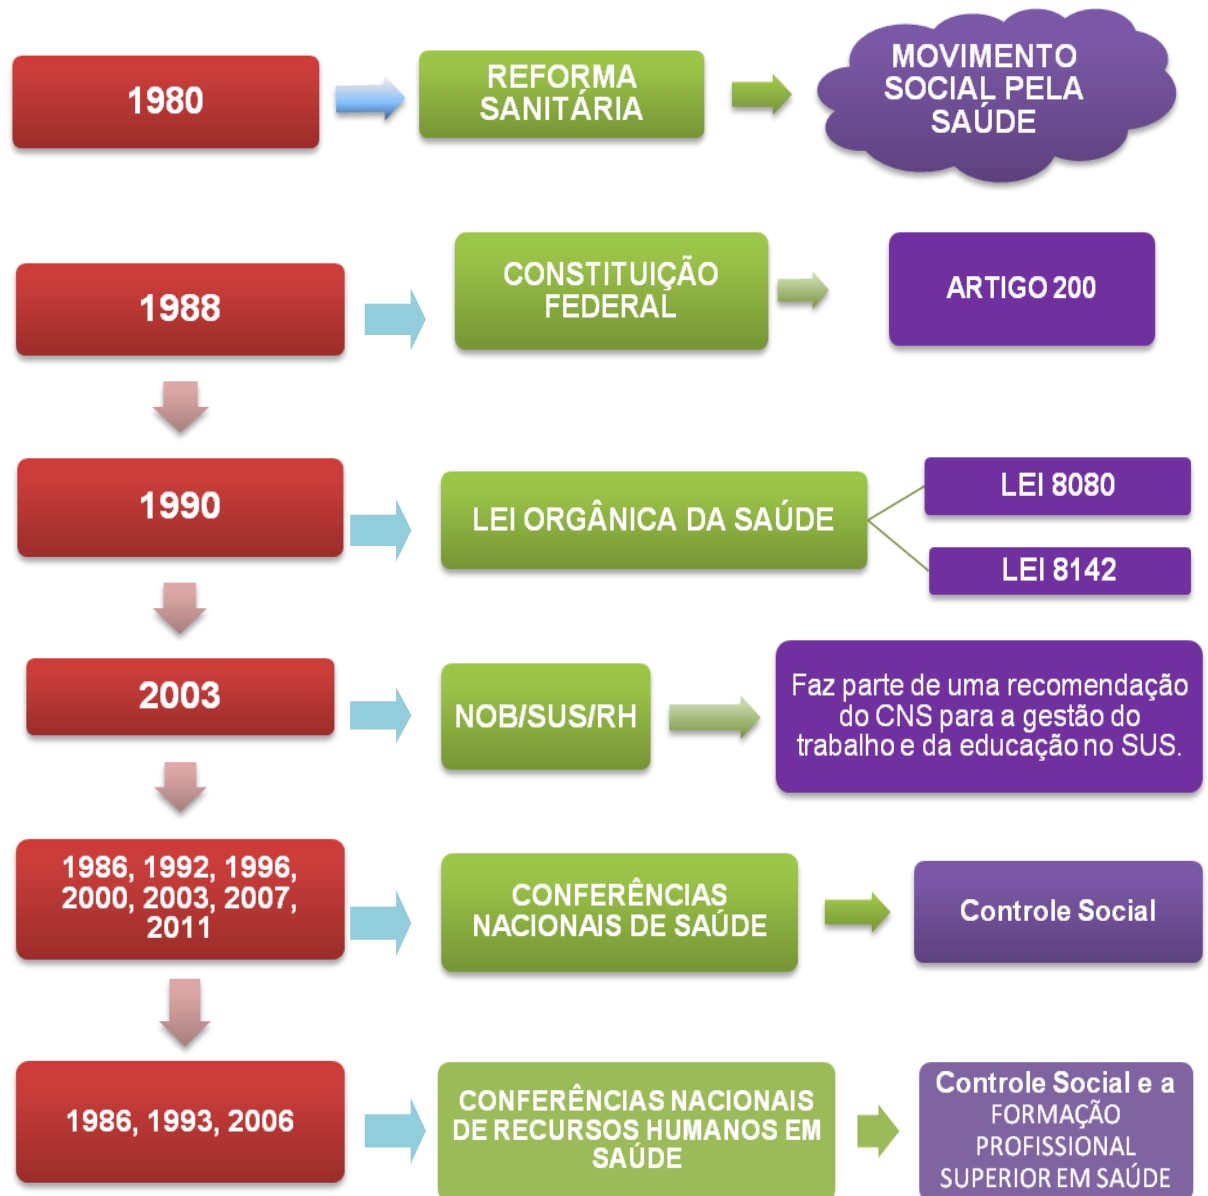 1980
REFORMA
SANITÁRIA
MOVIMENTO
SOCIAL PELA
SAÚDE
1988
CONSTITUIÇÃO
FEDERAL
ARTIGO 200
1990
LEI ORGÂNICA DA SAÚDE
LEI 8080
LEI 8142
2003
NOB/SUS/RH
Faz parte de uma recomendação
do CNS para a gestão do
trabalho e da educação no SUS.
1986, 1992, 1996,
2000, 2003, 2007,
2011
CONFERÊNCIAS
NACIONAIS DE SAÚDE
Controle Social
1986, 1993, 2006
CONFERÊNCIAS NACIONAIS
DE RECURSOS HUMANOS EM
SAÚDE
Controle Social e a
FORMAÇÃO
PROFISSIONAL
SUPERIOR EM SAÚDE